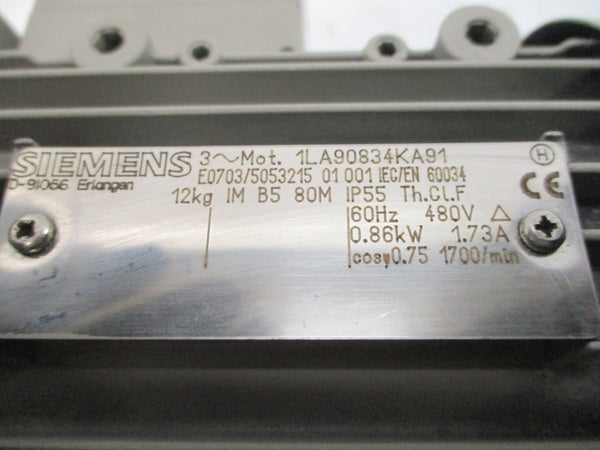 SIEMENS 3~Mot. 1LA90834KA91 H
D-91056 Erlangen E0703/5053215 01 001 IEC/EN 60034 CE
12kg IM B5 80M IP55 Th.Cl.F
60Hz 480V △
0.86kW 1.73A
cosφ0.75 1700/min